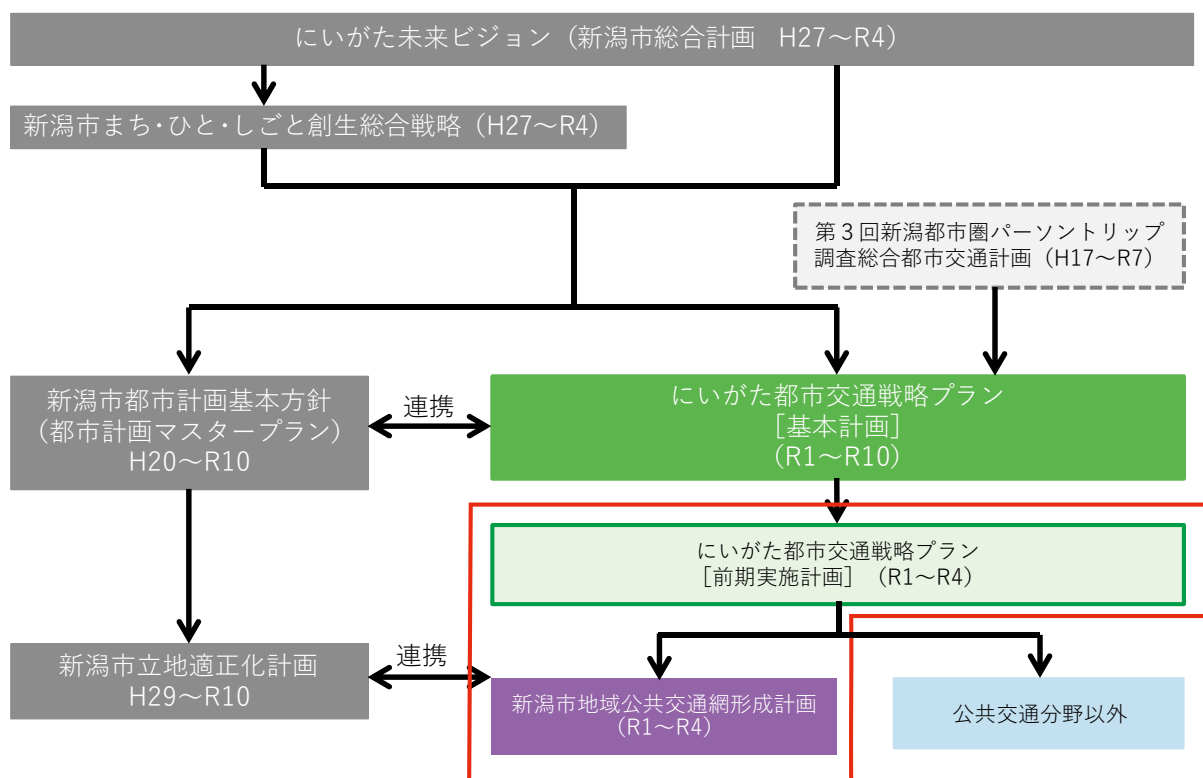 にいがた未来ビジョン（新潟市総合計画　H27～R4）
新潟市まち・ひと・しごと創生総合戦略（H27～R4）
第３回新潟都市圏パーソントリップ
調査総合都市交通計画（H17～R7）
新潟市都市計画基本方針
（都市計画マスタープラン）
H20～R10
連携
にいがた都市交通戦略プラン
［基本計画］
（R1～R10）
にいがた都市交通戦略プラン
［前期実施計画］（R1～R4）
新潟市立地適正化計画
H29～R10
連携
新潟市地域公共交通網形成計画
（R1～R4）
公共交通分野以外